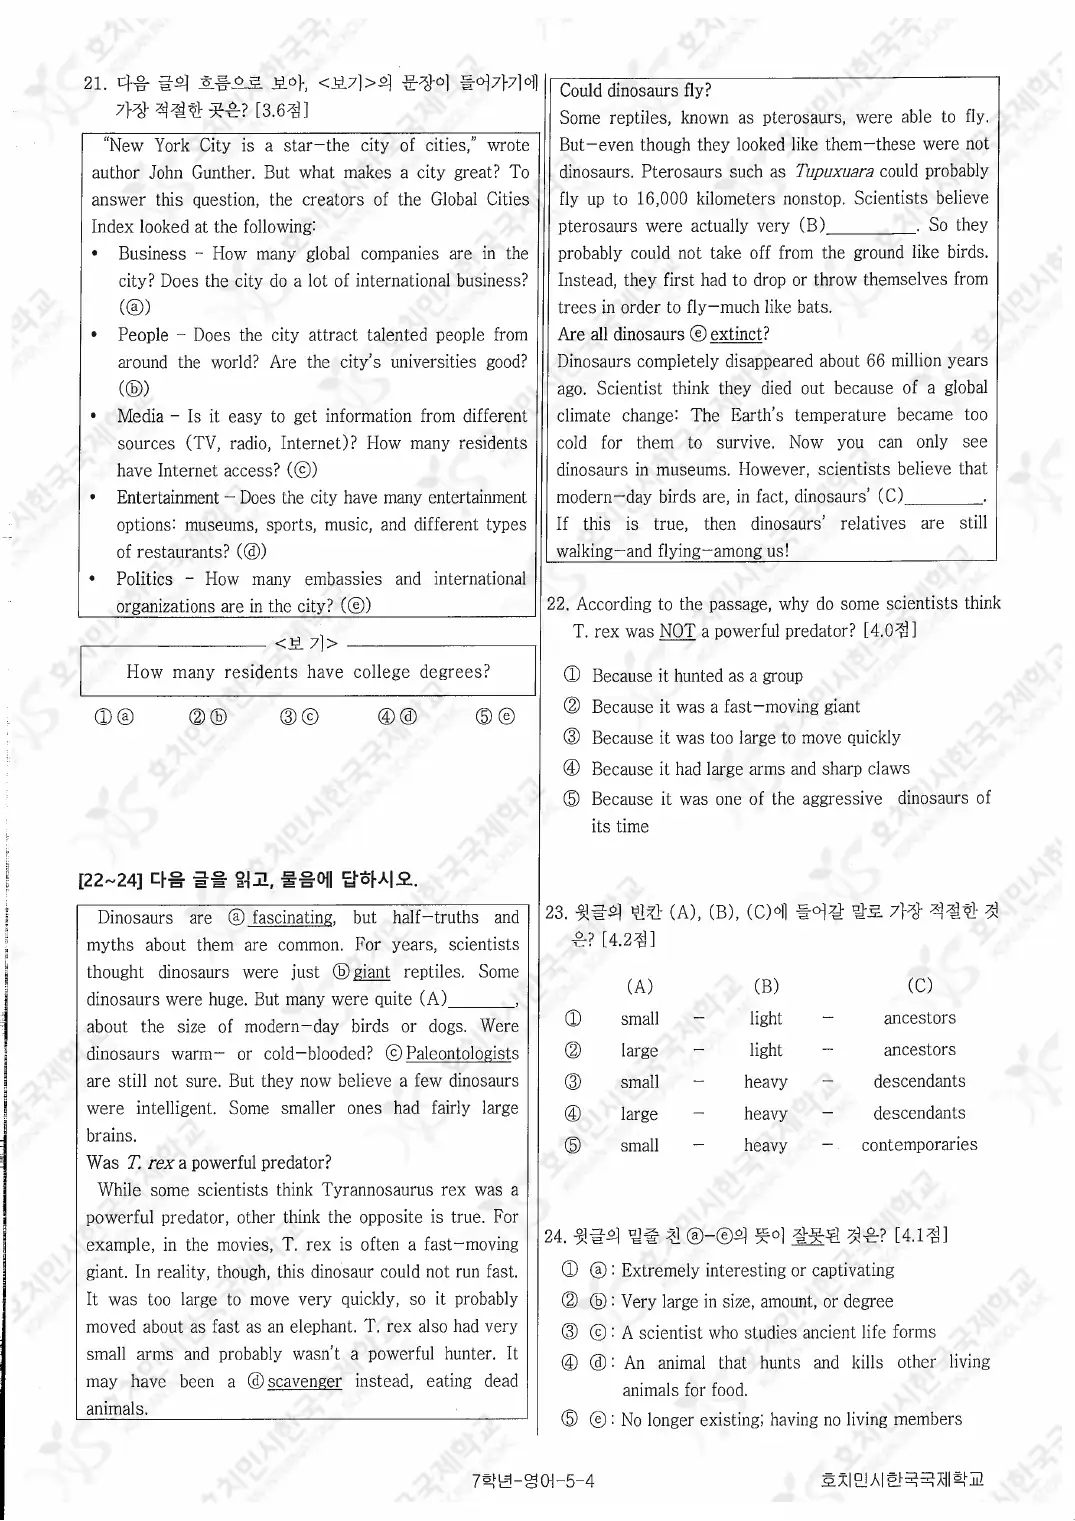 21. 다음 글의 흐름으로 보아, <보기>의 문장이 들어가기에
가장 적절한 곳은? [3.6점]
“New York City is a star－the city of cities,” wrote
author John Gunther. But what makes a city great? To
answer this question, the creators of the Global Cities
Index looked at the following:
• Business - How many global companies are in the
city? Does the city do a lot of international business?
(ⓐ)
• People - Does the city attract talented people from
around the world? Are the city's universities good?
(ⓑ)
• Media - Is it easy to get information from different
sources (TV, radio, Internet)? How many residents
have Internet access? (ⓒ)
• Entertainment - Does the city have many entertainment
options: museums, sports, music, and different types
of restaurants? (ⓓ)
• Politics - How many embassies and international
organizations are in the city? (ⓔ)
<보 기>
How many residents have college degrees?
① ⓐ ② ⓑ ③ ⓒ ④ ⓓ ⑤ ⓔ
[22~24] 다음 글을 읽고, 물음에 답하시오.
Dinosaurs are ⓐ fascinating, but half－truths and
myths about them are common. For years, scientists
thought dinosaurs were just ⓑ giant reptiles. Some
dinosaurs were huge. But many were quite (A)_______,
about the size of modern－day birds or dogs. Were
dinosaurs warm－ or cold－blooded? ⓒ Paleontologists
are still not sure. But they now believe a few dinosaurs
were intelligent. Some smaller ones had fairly large
brains.
Was T. rex a powerful predator?
While some scientists think Tyrannosaurus rex was a
powerful predator, other think the opposite is true. For
example, in the movies, T. rex is often a fast－moving
giant. In reality, though, this dinosaur could not run fast.
It was too large to move very quickly, so it probably
moved about as fast as an elephant. T. rex also had very
small arms and probably wasn't a powerful hunter. It
may have been a ⓓ scavenger instead, eating dead
animals.
Could dinosaurs fly?
Some reptiles, known as pterosaurs, were able to fly.
But－even though they looked like them－these were not
dinosaurs. Pterosaurs such as Tupuxuara could probably
fly up to 16,000 kilometers nonstop. Scientists believe
pterosaurs were actually very (B)_________. So they
probably could not take off from the ground like birds.
Instead, they first had to drop or throw themselves from
trees in order to fly－much like bats.
Are all dinosaurs ⓔ extinct?
Dinosaurs completely disappeared about 66 million years
ago. Scientist think they died out because of a global
climate change: The Earth's temperature became too
cold for them to survive. Now you can only see
dinosaurs in museums. However, scientists believe that
modern－day birds are, in fact, dinosaurs' (C)________.
If this is true, then dinosaurs' relatives are still
walking－and flying－among us!
22. According to the passage, why do some scientists think
T. rex was NOT a powerful predator? [4.0점]
① Because it hunted as a group
② Because it was a fast－moving giant
③ Because it was too large to move quickly
④ Because it had large arms and sharp claws
⑤ Because it was one of the aggressive dinosaurs of
its time
23. 윗글의 빈칸 (A), (B), (C)에 들어갈 말로 가장 적절한 것
은? [4.2점]
(A) (B) (C)
① small － light － ancestors
② large － light － ancestors
③ small － heavy － descendants
④ large － heavy － descendants
⑤ small － heavy － contemporaries
24. 윗글의 밑줄 친 ⓐ-ⓔ의 뜻이 잘못된 것은? [4.1점]
① ⓐ : Extremely interesting or captivating
② ⓑ : Very large in size, amount, or degree
③ ⓒ : A scientist who studies ancient life forms
④ ⓓ : An animal that hunts and kills other living
animals for food.
⑤ ⓔ : No longer existing; having no living members
7학년-영어-5-4
호치민시한국국제학교